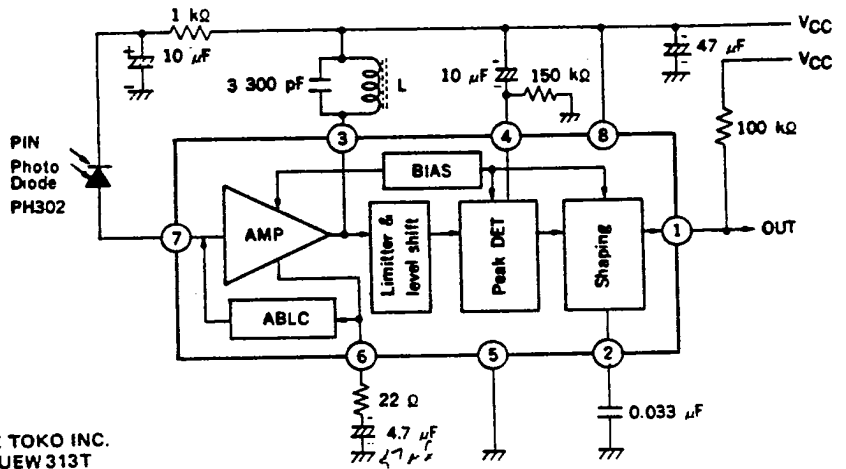 1 kΩ
VCC
10 μF
3 300 pF
L
10 μF
150 kΩ
47 μF
VCC
100 kΩ
PIN
Photo
Diode
PH302
3
4
8
BIAS
7
AMP
Limitter &
level shift
Peak DET
Shaping
1
OUT
ABLC
6
5
2
22 Ω
4.7 μF
0.033 μF
TOKO INC.
UEW 313T